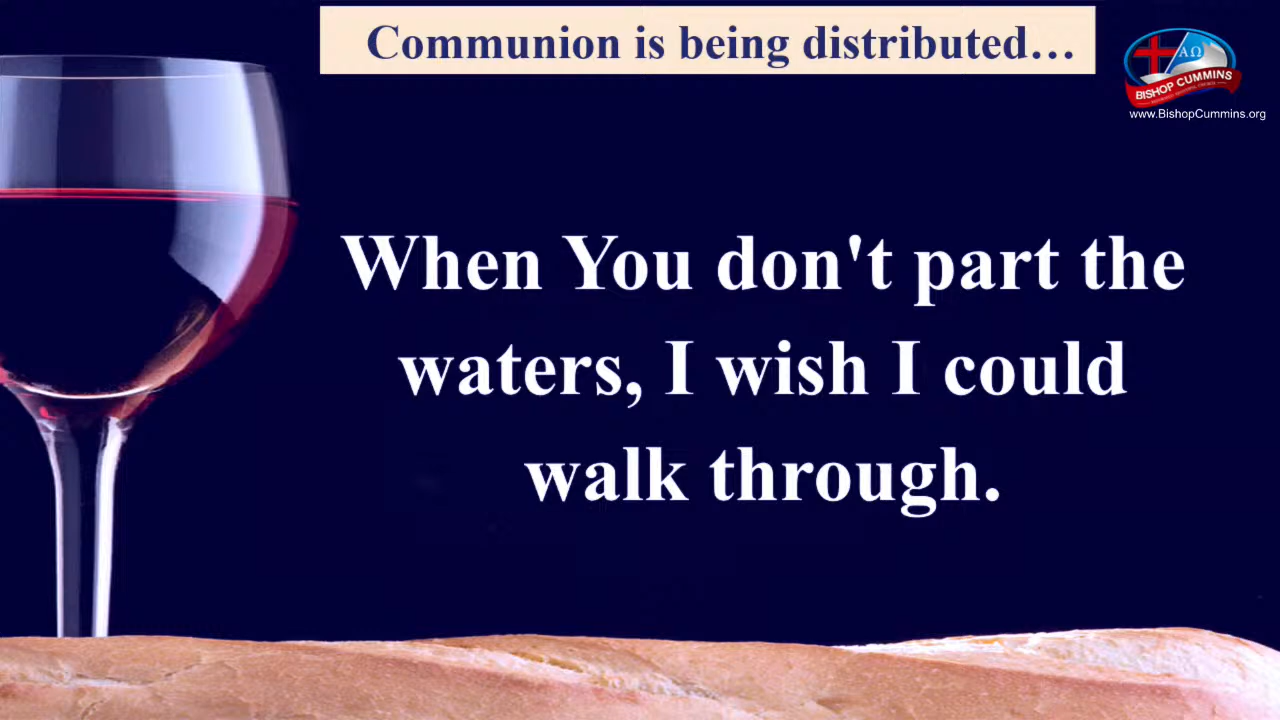 Communion is being distributed…
ΑΩ
BISHOP CUMMINS
www.BishopCummins.org
When You don't part the
waters, I wish I could
walk through.